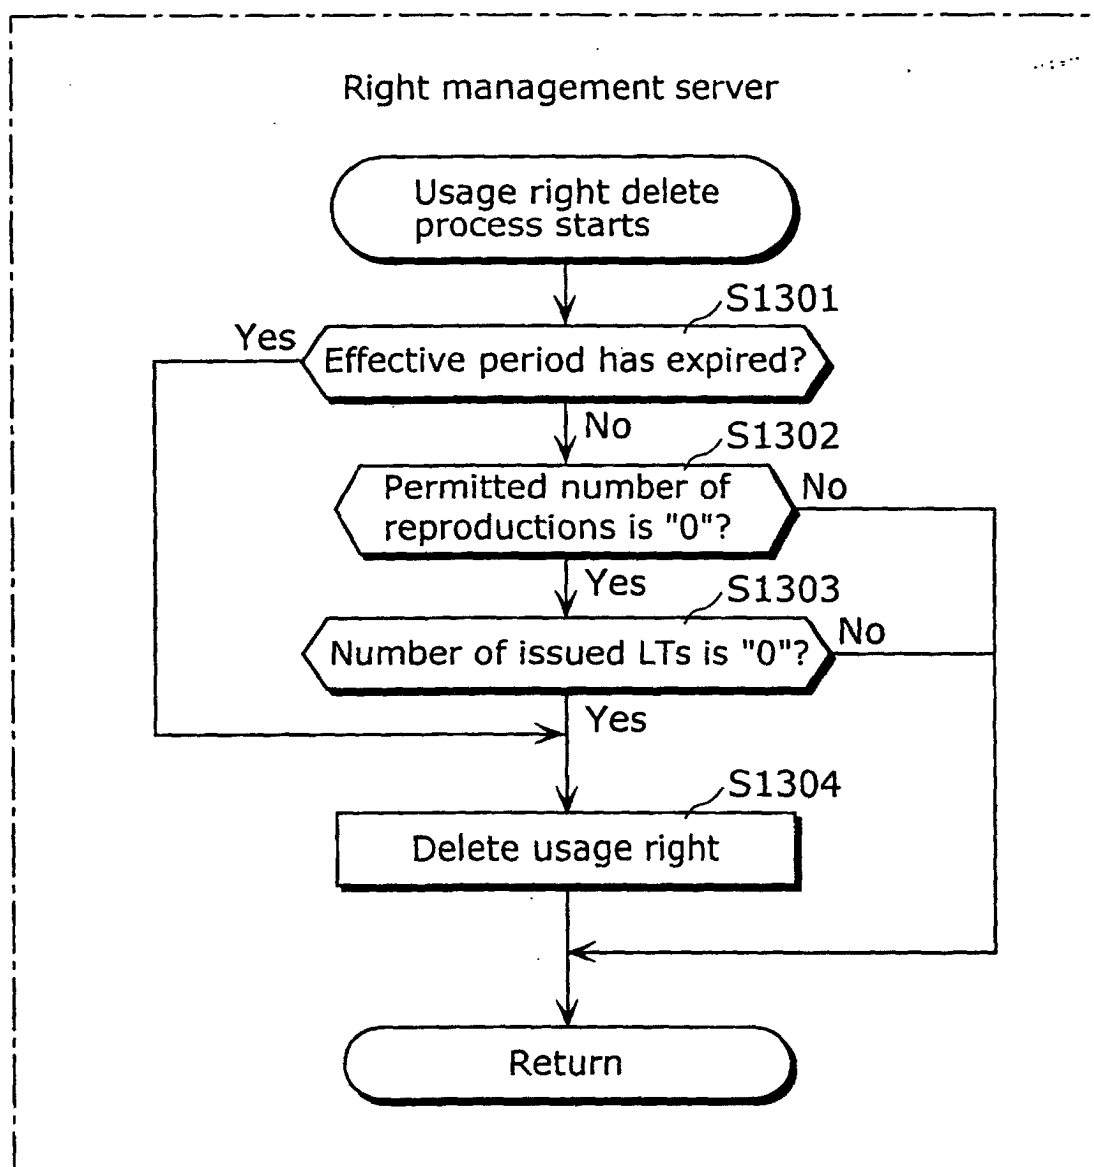 Right management server
Usage right delete
process starts
S1301
Yes
Effective period has expired?
No
S1302
Permitted number of
reproductions is "0"?
No
Yes
S1303
Number of issued LTs is "0"?
No
Yes
S1304
Delete usage right
Return